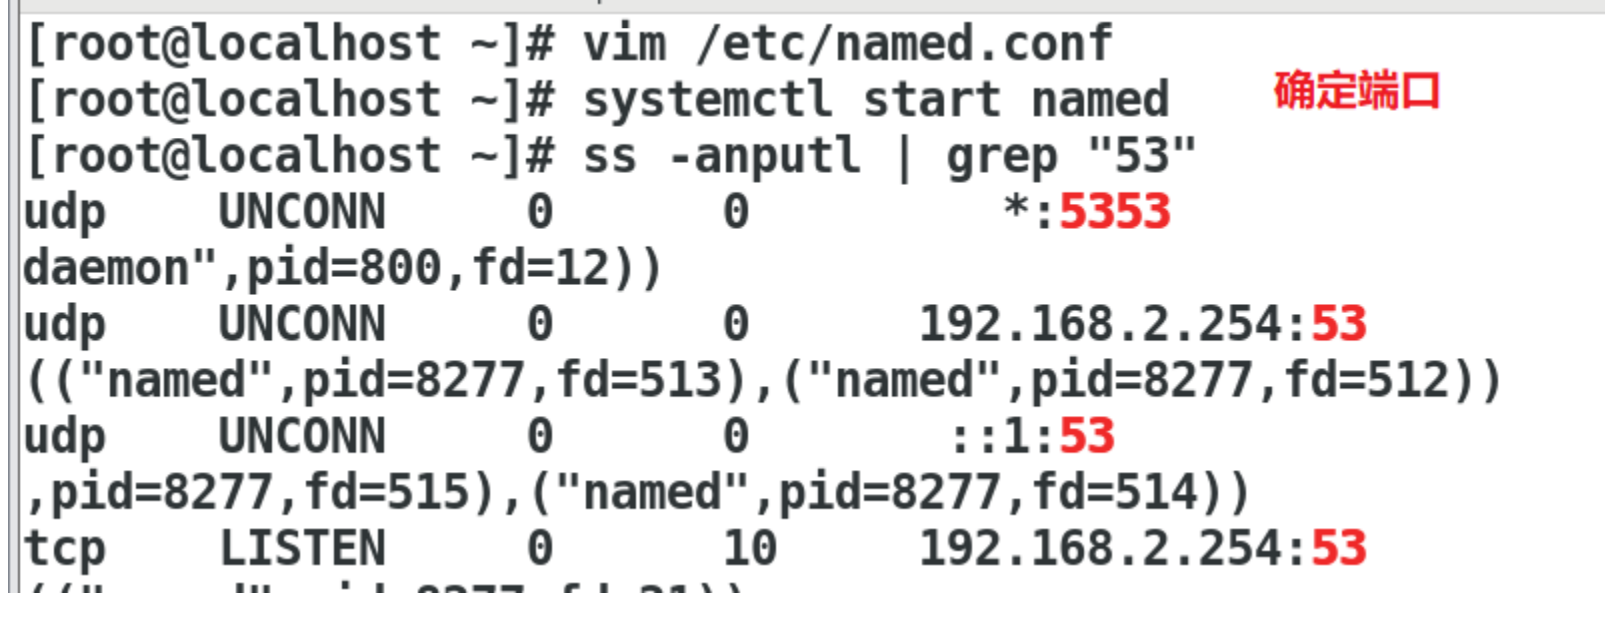 [root@localhost ~]# vim /etc/named.conf
确定端口
[root@localhost ~]# systemctl start named
[root@localhost ~]# ss -anputl | grep "53"
udp    UNCONN     0      0         *:5353
daemon",pid=800,fd=12))
udp    UNCONN     0      0      192.168.2.254:53
(("named",pid=8277,fd=513),("named",pid=8277,fd=512))
udp    UNCONN     0      0       ::1:53
,pid=8277,fd=515),("named",pid=8277,fd=514))
tcp    LISTEN     0      10     192.168.2.254:53